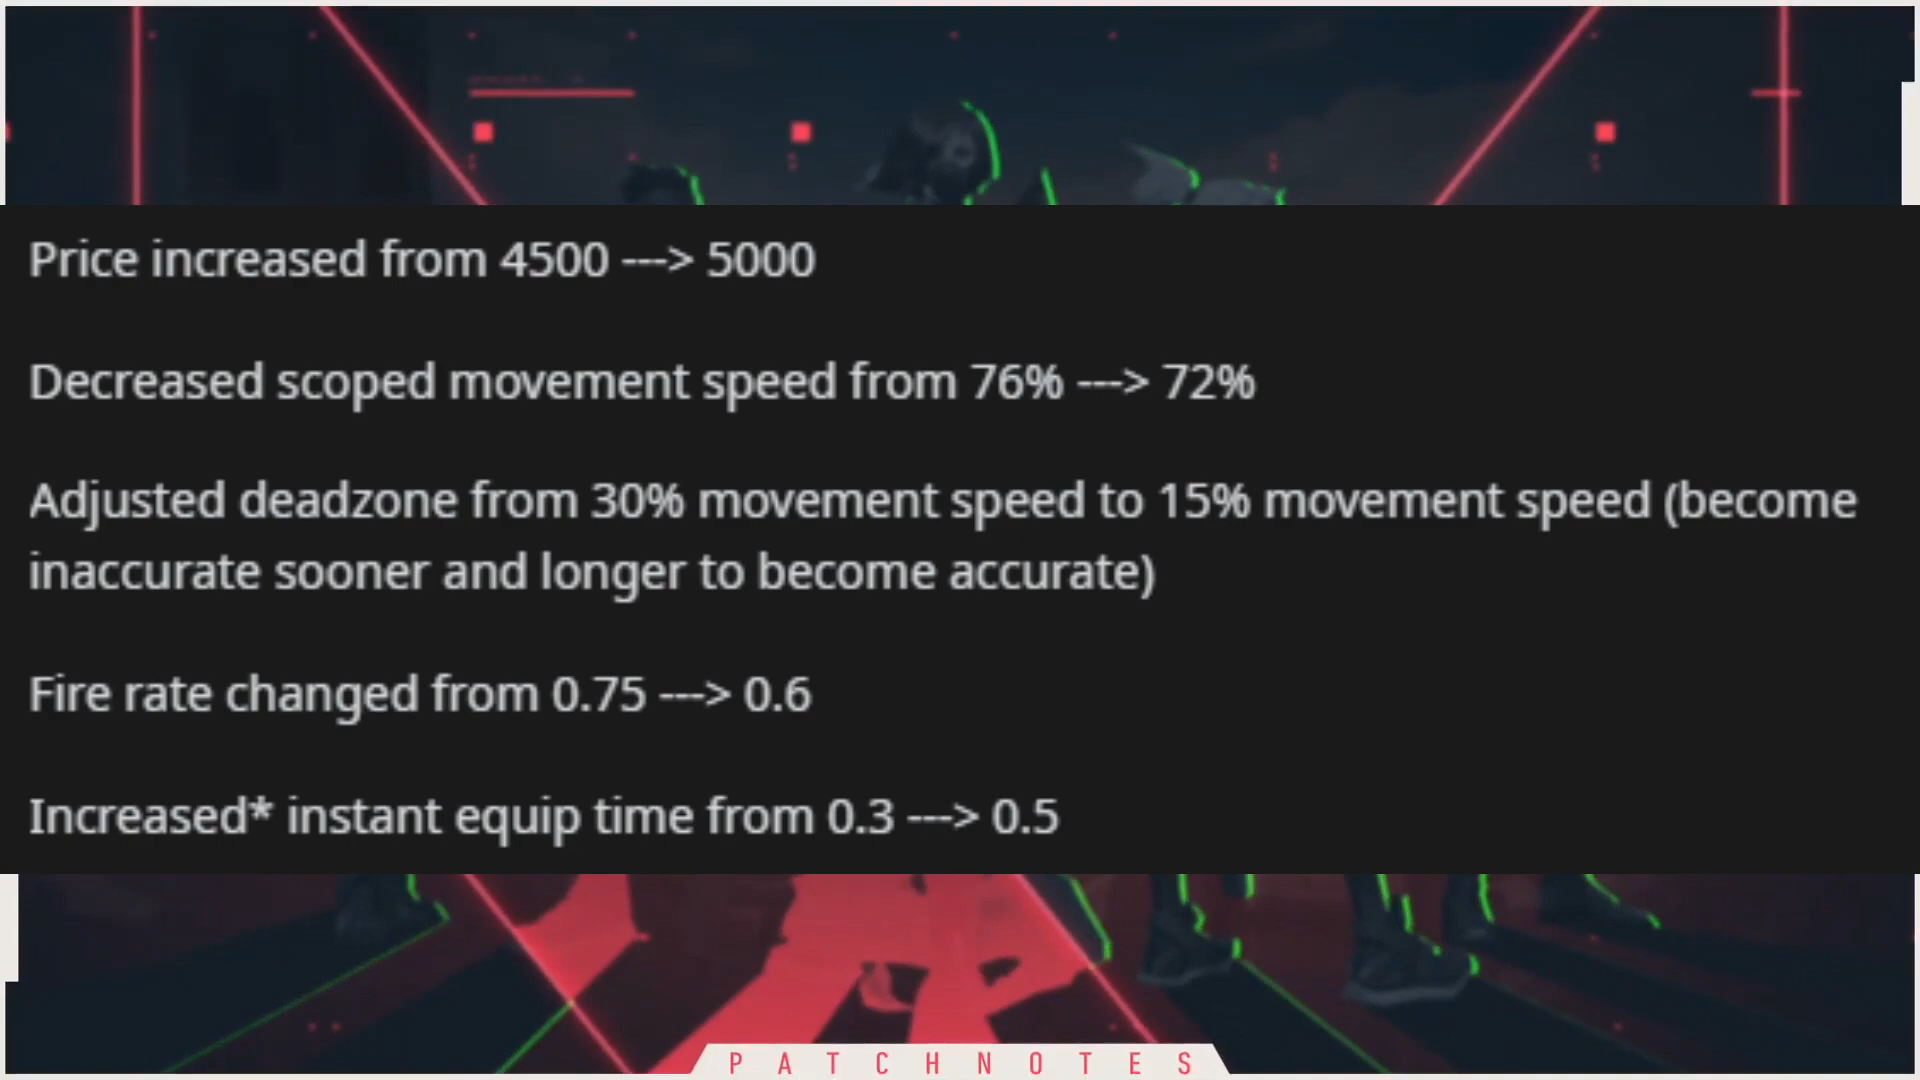 Price increased from 4500 ---> 5000
Decreased scoped movement speed from 76% ---> 72%
Adjusted deadzone from 30% movement speed to 15% movement speed (become
inaccurate sooner and longer to become accurate)
Fire rate changed from 0.75 ---> 0.6
Increased* instant equip time from 0.3 ---> 0.5
PATCHNOTES